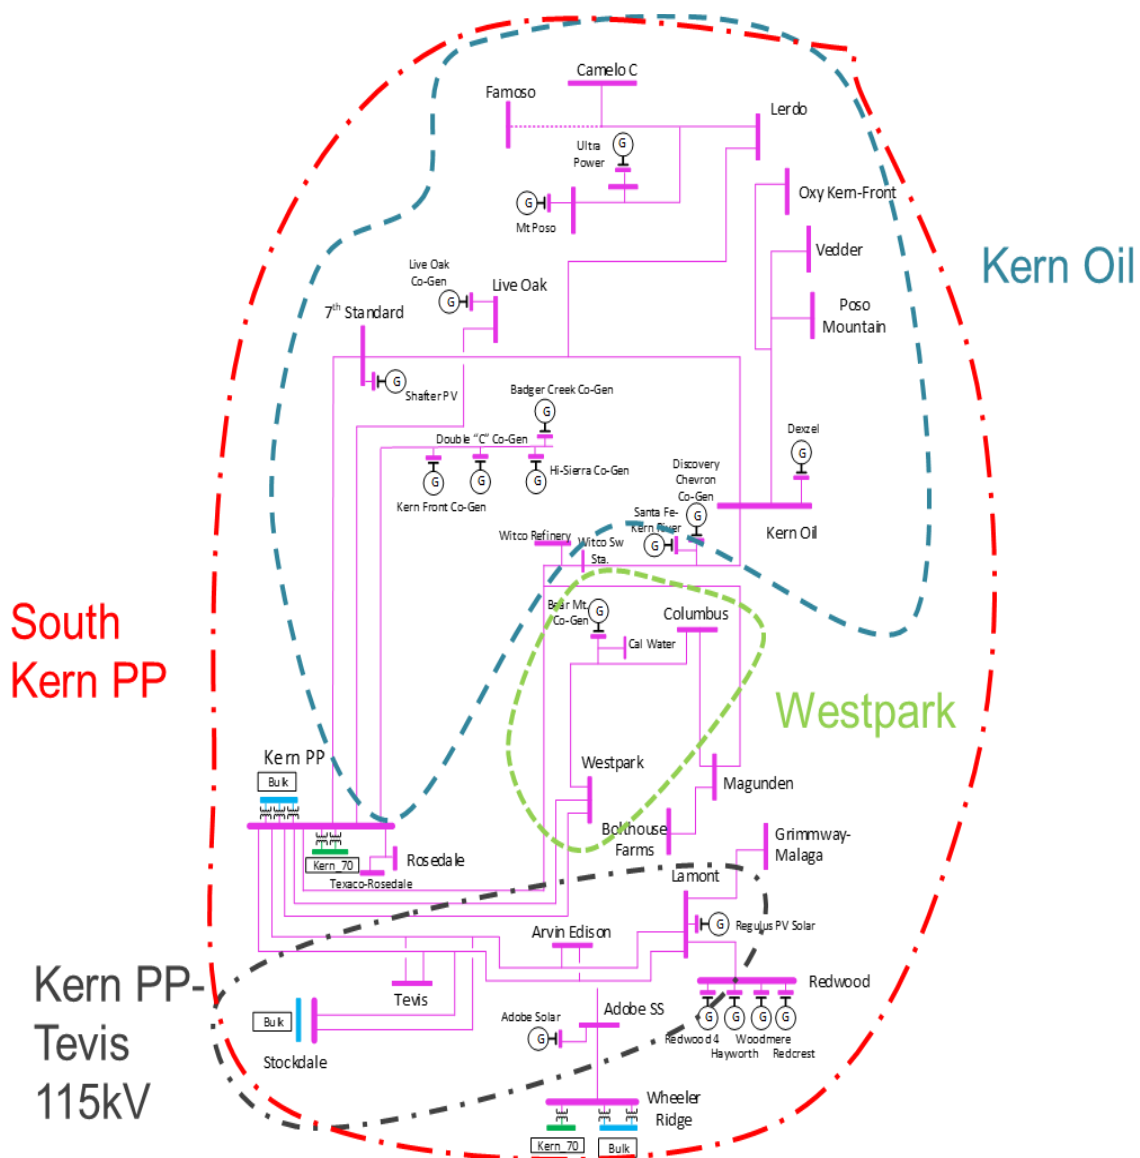 Camelo C
Famoso
Lerdo
G
Ultra
Power
Oxy Kern-Front
G
Mt Poso
Vedder
Kern Oil
Live Oak
Co-Gen
Live Oak
G
7th Standard
Poso
Mountain
G
Shafter PV
Badger Creek Co-Gen
G
Double "C" Co-Gen
Dexzel
G
Hi-Sierra Co-Gen
Discovery
Chevron
Co-Gen
G
G
G
Kern Front Co-Gen
Santa Fe-
Kern River
G
G
Kern Oil
Witco Refinery
Witco Sw
Sta.
Bear Mt.
Co-Gen
G
Columbus
South
Kern PP
Cal Water
Westpark
Kern PP
Westpark
Magunden
Bulk
Bolthouse
Farms
Grimmway-
Malaga
Kern_70
Rosedale
Texaco-Rosedale
Lamont
G
Regulus PV Solar
Arvin Edison
Kern PP-
Tevis
115kV
Tevis
Redwood
Bulk
Stockdale
Adobe Solar
G
Adobe SS
G
G
G
G
Redwood 4
Hayworth
Woodmere
Redcrest
Wheeler
Ridge
Kern_70
Bulk